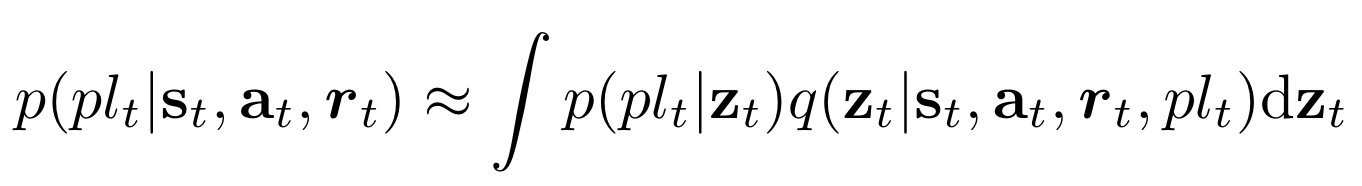 p(pl_t|𝐬_t, 𝐚_t, 𝒓_t) ≈ ∫ p(pl_t|𝐳_t)q(𝐳_t|𝐬_t, 𝐚_t, 𝒓_t, pl_t)d𝐳_t